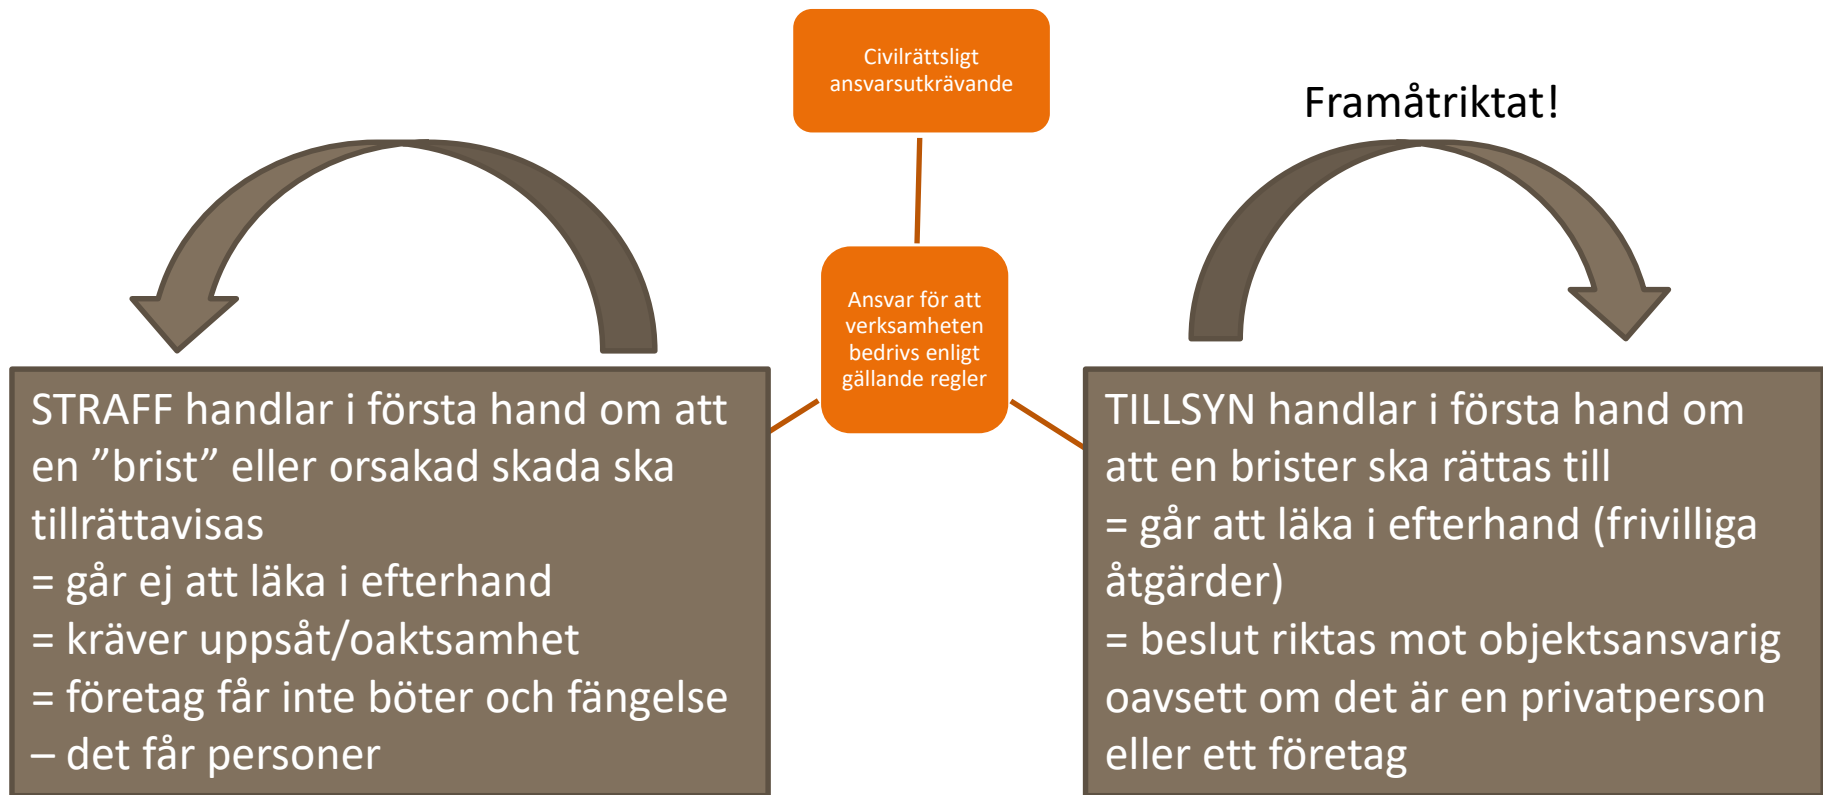 Civilrättsligt
ansvarsutkrävande
Framåtriktat!
Ansvar för att
verksamheten
bedrivs enligt
gällande regler
STRAFF handlar i första hand om att
en ”brist” eller orsakad skada ska
tillrättavisas
= går ej att läka i efterhand
= kräver uppsåt/oaktsamhet
= företag får inte böter och fängelse
– det får personer
TILLSYN handlar i första hand om
att en brister ska rättas till
= går att läka i efterhand (frivilliga
åtgärder)
= beslut riktas mot objektsansvarig
oavsett om det är en privatperson
eller ett företag